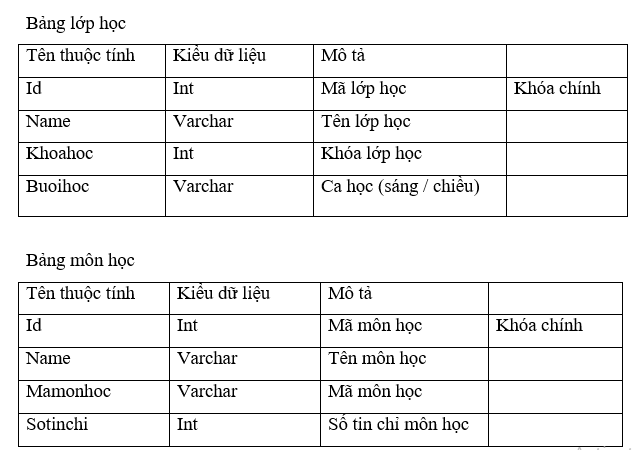 Bảng lớp học
Tên thuộc tính Kiểu dữ liệu Mô tả
Id Int Mã lớp học Khóa chính
Name Varchar Tên lớp học
Khoahoc Int Khóa lớp học
Buoihoc Varchar Ca học (sáng / chiều)
Bảng môn học
Tên thuộc tính Kiểu dữ liệu Mô tả
Id Int Mã môn học Khóa chính
Name Varchar Tên môn học
Mamonhoc Varchar Mã môn học
Sotinchi Int Số tin chỉ môn học